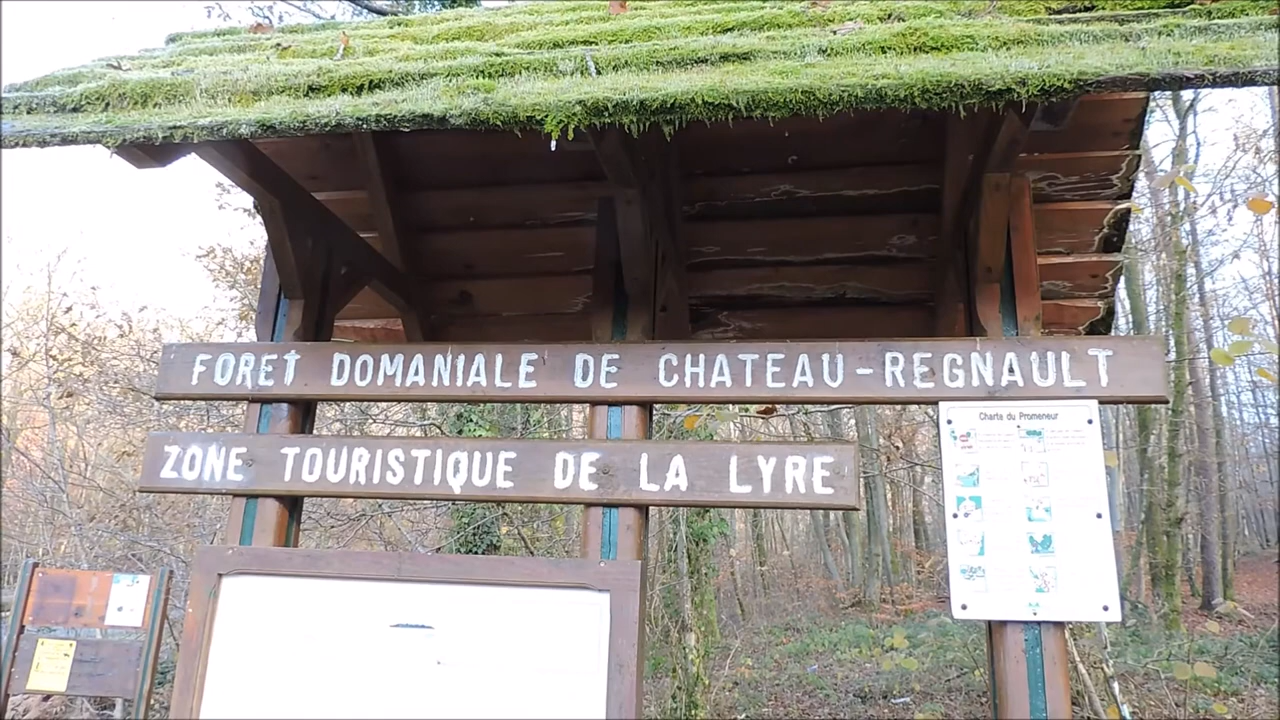 FORET DOMANIALE DE CHATEAU-REGNAULT
ZONE TOURISTIQUE DE LA LYRE
Charte du Promeneur